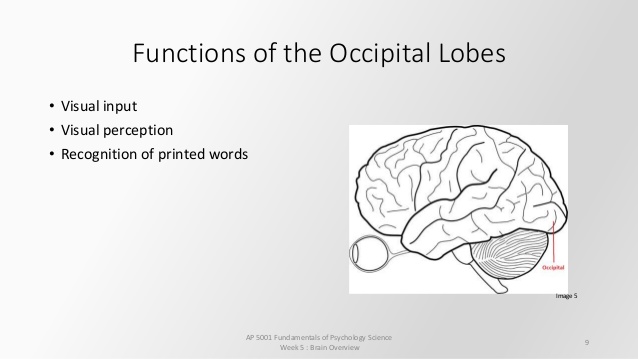 Functions of the Occipital Lobes
• Visual input
• Visual perception
• Recognition of printed words
Occipital
Image 5
AP 5001 Fundamentals of Psychology Science
Week 5 : Brain Overview
9